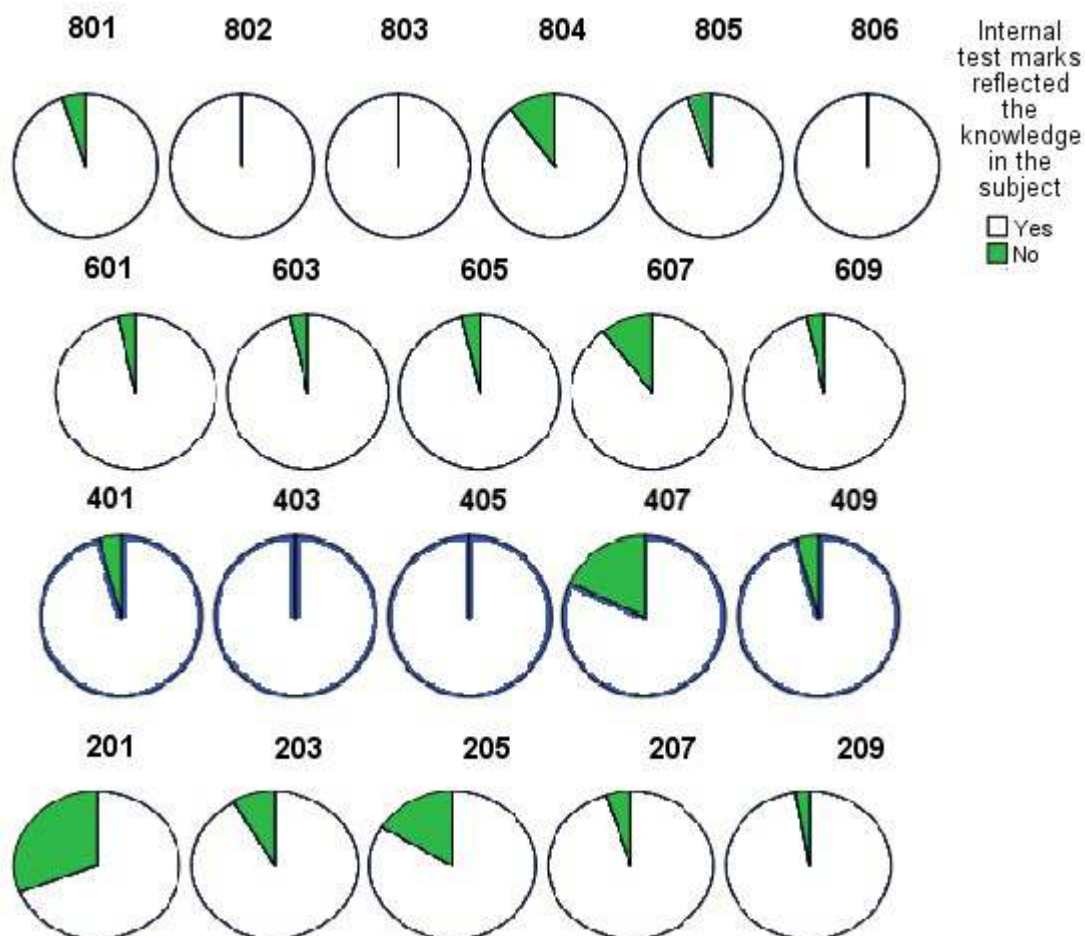 801 802 803 804 805 806
Internal
test marks
reflected
the
knowledge
in the
subject
Yes
No
601 603 605 607 609
401 403 405 407 409
201 203 205 207 209